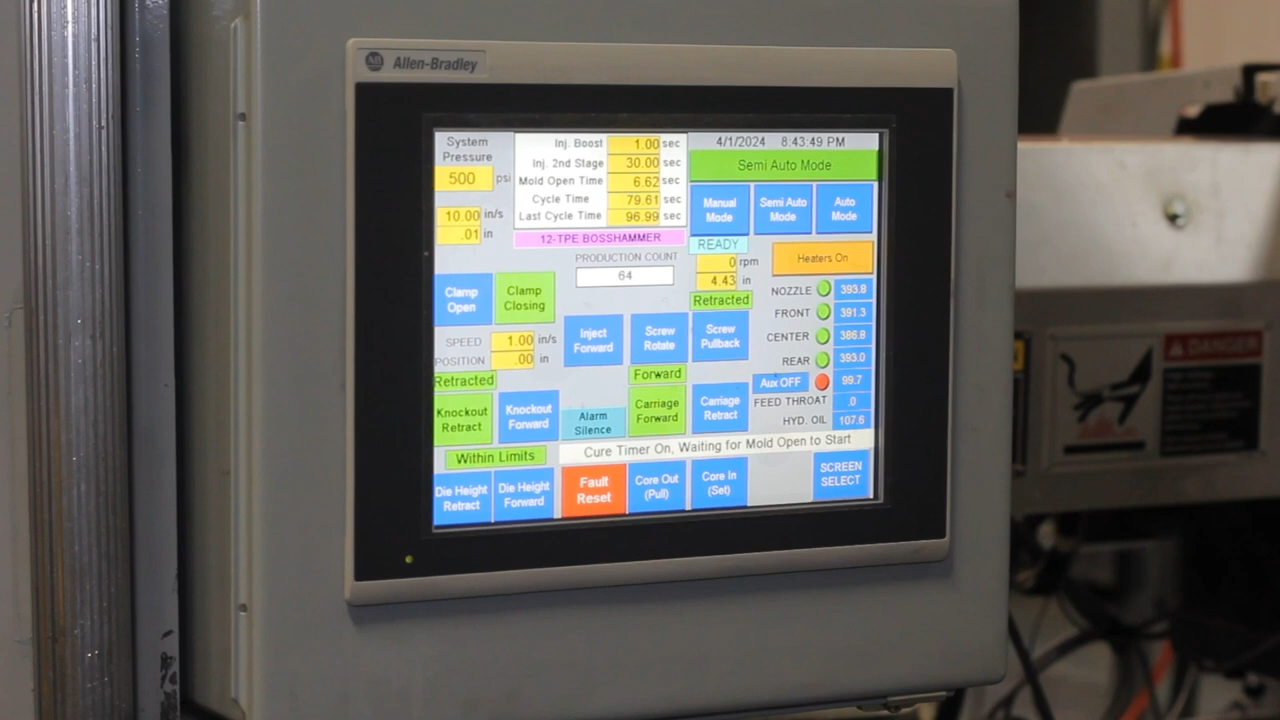 AB Allen-Bradley
System
Pressure
500 psi
10.00 in/s
.01 in
Inj. Boost 1.00 sec
Inj. 2nd Stage 30.00 sec
Mold Open Time 6.62 sec
Cycle Time 79.61 sec
Last Cycle Time 96.99 sec
4/1/2024 8:43:49 PM
Semi Auto Mode
Manual
Mode
Semi Auto
Mode
Auto
Mode
12-TPE BOSSHAMMER
PRODUCTION COUNT
64
READY
0 rpm
4.43 in
Retracted
Heaters On
Clamp
Open
Clamp
Closing
NOZZLE 393.8
FRONT 391.3
CENTER 386.8
REAR 393.0
Aux OFF 99.7
FEED THROAT .0
HYD. OIL 107.6
SPEED 1.00 in/s
POSITION .00 in
Inject
Forward
Screw
Rotate
Screw
Pullback
Retracted
Forward
Knockout
Retract
Knockout
Forward
Alarm
Silence
Carriage
Forward
Carriage
Retract
Within Limits
Cure Timer On, Waiting for Mold Open to Start
Die Height
Retract
Die Height
Forward
Fault
Reset
Core Out
(Pull)
Core In
(Set)
SCREEN
SELECT
DANGER